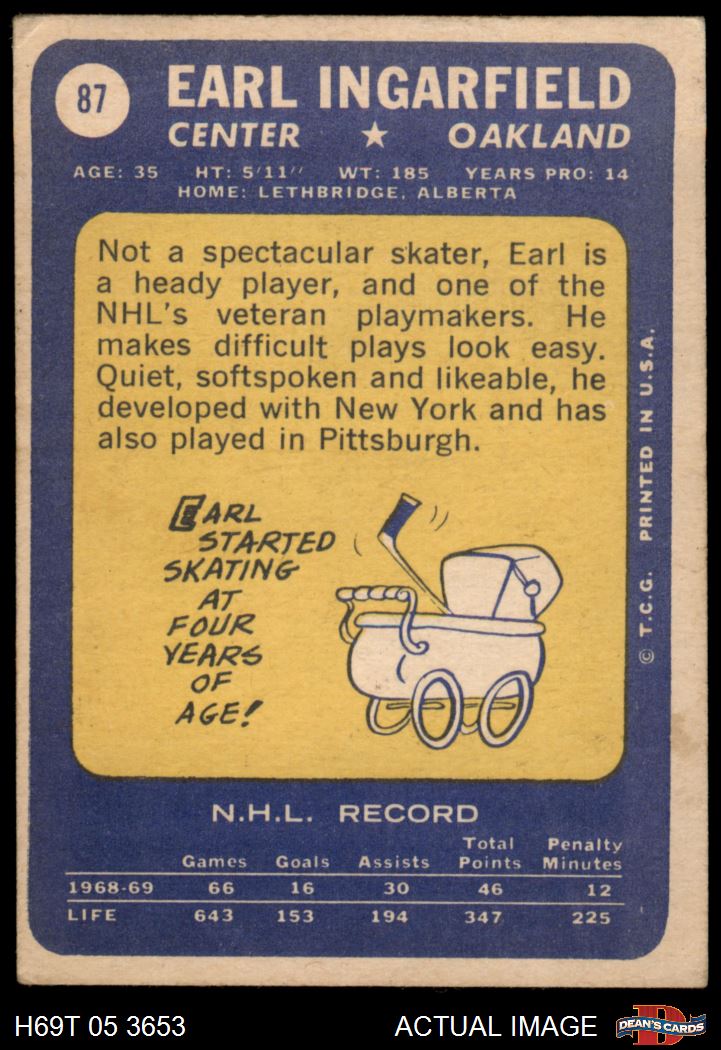 87
EARL INGARFIELD
CENTER ★ OAKLAND
AGE: 35 HT: 5'11'' WT: 185 YEARS PRO: 14
HOME: LETHBRIDGE, ALBERTA
Not a spectacular skater, Earl is
a heady player, and one of the
NHL's veteran playmakers. He
makes difficult plays look easy.
Quiet, softspoken and likeable, he
developed with New York and has
also played in Pittsburgh.
EARL
STARTED
SKATING
AT
FOUR
YEARS
OF
AGE!
© T.C.G. PRINTED IN U.S.A.
N.H.L. RECORD
Games Goals Assists Total Points Penalty Minutes
1968-69 66 16 30 46 12
LIFE 643 153 194 347 225
H69T 05 3653 ACTUAL IMAGE
D
DEAN'S CARDS